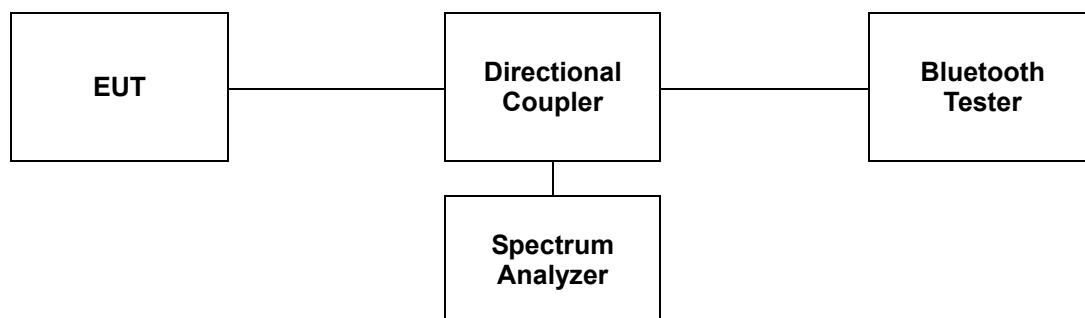 EUT
Directional
Coupler
Bluetooth
Tester
Spectrum
Analyzer